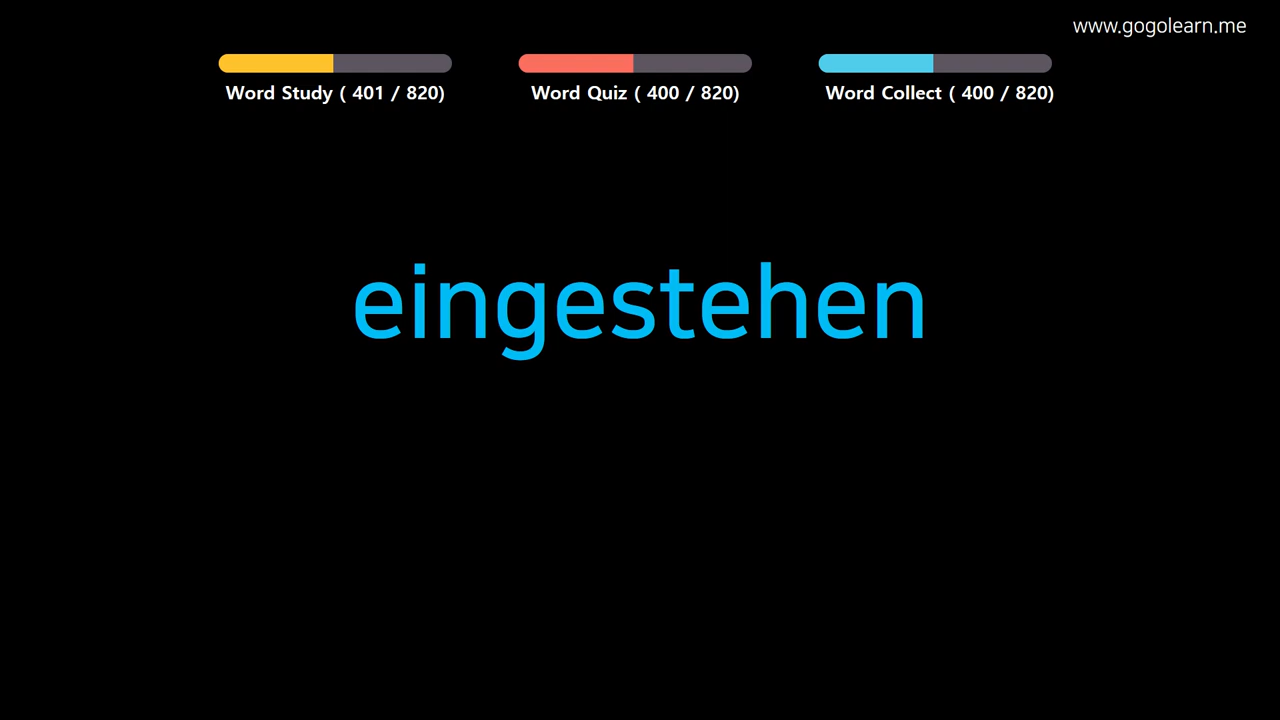 www.gogolearn.me
Word Study ( 401 / 820)
Word Quiz ( 400 / 820)
Word Collect ( 400 / 820)
eingestehen